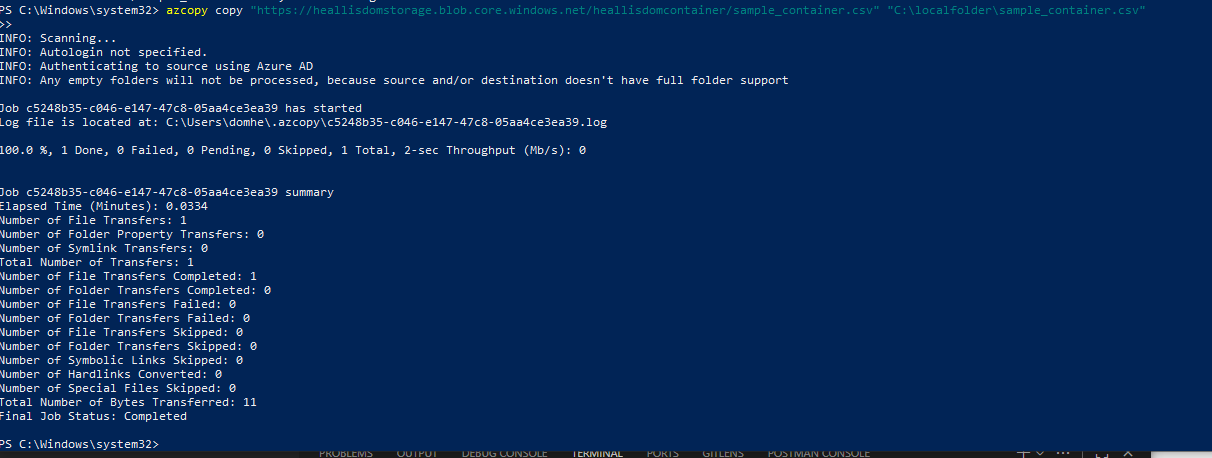 PS C:\Windows\system32> azcopy copy "https://heallisdomstorage.blob.core.windows.net/heallisdomcontainer/sample_container.csv" "C:\localfolder\sample_container.csv"
>>
INFO: Scanning...
INFO: Autologin not specified.
INFO: Authenticating to source using Azure AD
INFO: Any empty folders will not be processed, because source and/or destination doesn't have full folder support
Job c5248b35-c046-e147-47c8-05aa4ce3ea39 has started
Log file is located at: C:\Users\domhe\.azcopy\c5248b35-c046-e147-47c8-05aa4ce3ea39.log
100.0 %, 1 Done, 0 Failed, 0 Pending, 0 Skipped, 1 Total, 2-sec Throughput (Mb/s): 0
Job c5248b35-c046-e147-47c8-05aa4ce3ea39 summary
Elapsed Time (Minutes): 0.0334
Number of File Transfers: 1
Number of Folder Property Transfers: 0
Number of Symlink Transfers: 0
Total Number of Transfers: 1
Number of File Transfers Completed: 1
Number of Folder Transfers Completed: 0
Number of File Transfers Failed: 0
Number of Folder Transfers Failed: 0
Number of File Transfers Skipped: 0
Number of Folder Transfers Skipped: 0
Number of Symbolic Links Skipped: 0
Number of Hardlinks Converted: 0
Number of Special Files Skipped: 0
Total Number of Bytes Transferred: 11
Final Job Status: Completed
PS C:\Windows\system32>
PROBLEMS OUTPUT DEBUG CONSOLE TERMINAL PORTS GITLENS POSTMAN CONSOLE